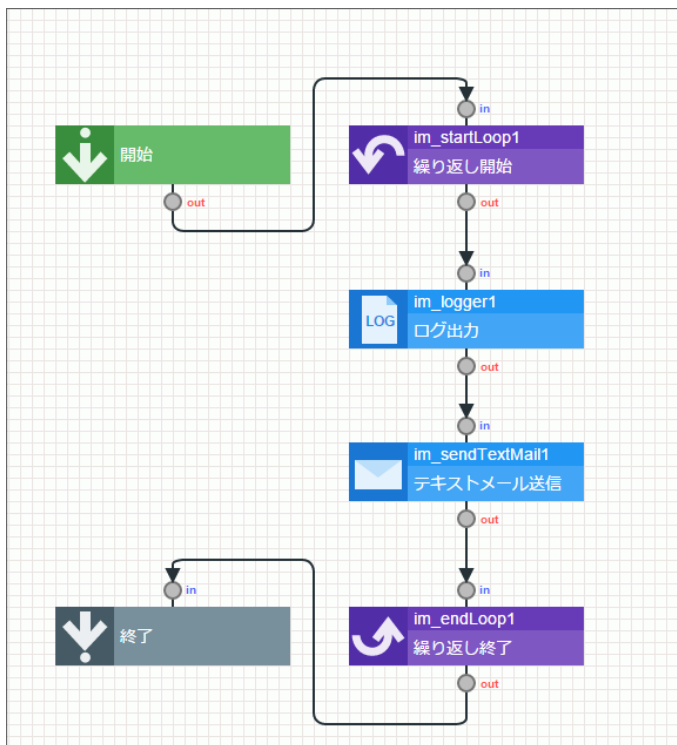 開始
out
in
im_startLoop1
繰り返し開始
out
in
LOG
im_logger1
ログ出力
out
in
im_sendTextMail1
テキストメール送信
out
in
im_endLoop1
繰り返し終了
out
in
終了